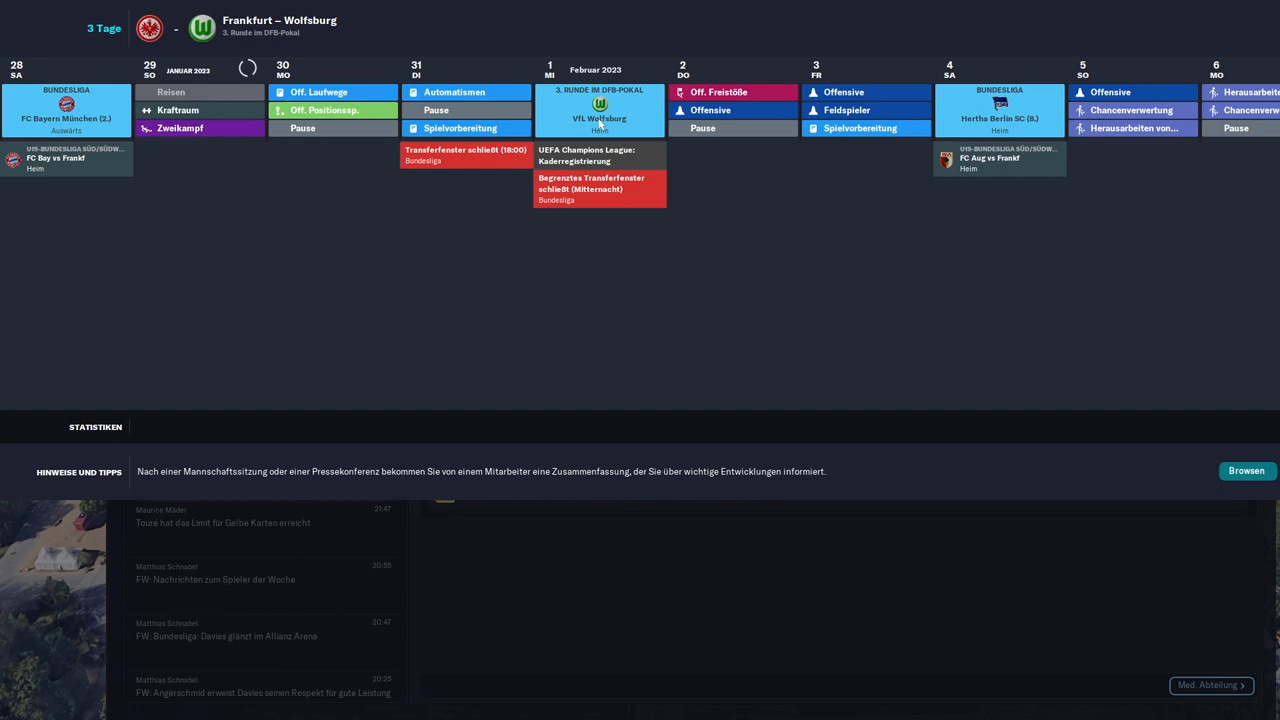 3 Tage
-
Frankfurt – Wolfsburg
3. Runde im DFB-Pokal
28
SA
29
SO
JANUAR 2023
30
MO
31
DI
1
MI
Februar 2023
2
DO
3
FR
4
SA
5
SO
6
MO
BUNDESLIGA
FC Bayern München (2.)
Auswärts
Reisen
Kraftraum
Zweikampf
Off. Laufwege
Off. Positionssp.
Pause
Automatismen
Pause
Spielvorbereitung
3. RUNDE IM DFB-POKAL
VfL Wolfsburg
Heim
Off. Freistöße
Offensive
Pause
Offensive
Feldspieler
Spielvorbereitung
BUNDESLIGA
Hertha Berlin SC (8.)
Heim
Offensive
Chancenverwertung
Herausarbeiten von...
Herausarbeite
Chancenverw
Pause
U19-BUNDESLIGA SÜD/SÜDW...
FC Bay vs Frankf
Heim
Transferfenster schließt (18:00)
Bundesliga
UEFA Champions League:
Kaderregistrierung
Begrenztes Transferfenster
schließt (Mitternacht)
Bundesliga
U19-BUNDESLIGA SÜD/SÜDW...
FC Aug vs Frankf
Heim
STATISTIKEN
HINWEISE UND TIPPS
Nach einer Mannschaftssitzung oder einer Pressekonferenz bekommen Sie von einem Mitarbeiter eine Zusammenfassung, der Sie über wichtige Entwicklungen informiert.
Browsen
Maurice Mäder
21:47
Touré hat das Limit für Gelbe Karten erreicht
Matthias Schnabel
20:55
FW: Nachrichten zum Spieler der Woche
Matthias Schnabel
20:47
FW: Bundesliga: Davies glänzt im Allianz Arena
Matthias Schnabel
20:25
FW: Angerschmid erweist Davies seinen Respekt für gute Leistung
Med. Abteilung